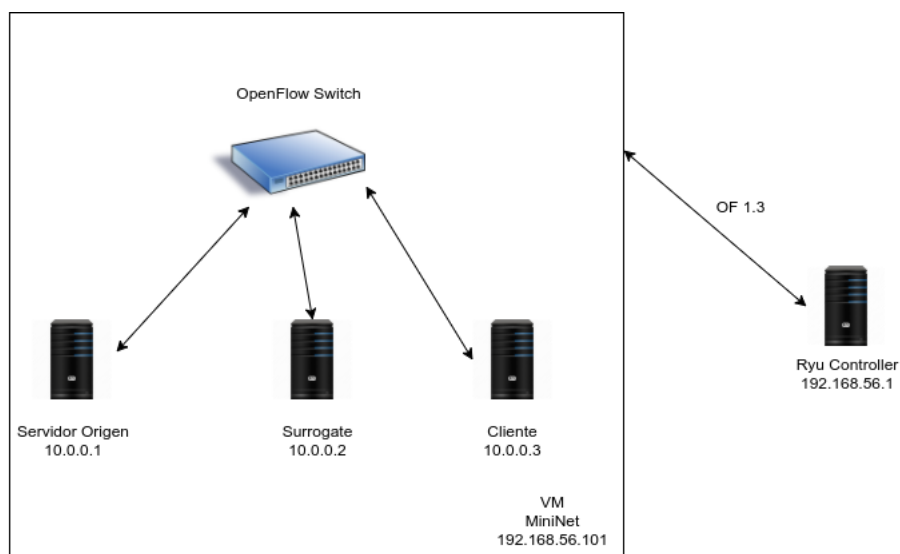 OpenFlow Switch
OF 1.3
Ryu Controller
192.168.56.1
Servidor Origen
10.0.0.1
Surrogate
10.0.0.2
Cliente
10.0.0.3
VM
MiniNet
192.168.56.101